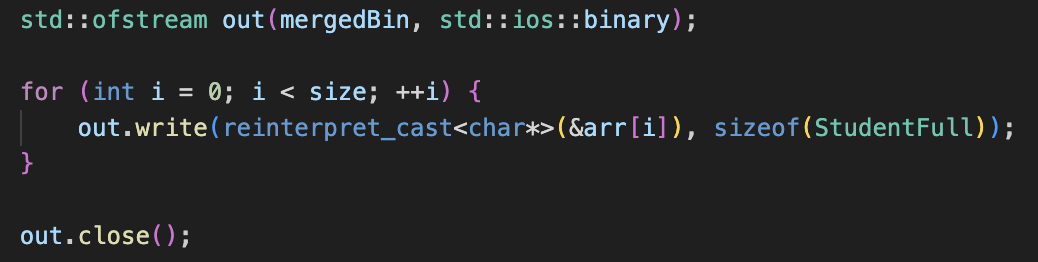 std::ofstream out(mergedBin, std::ios::binary);
for (int i = 0; i < size; ++i) {
    out.write(reinterpret_cast<char*>(&arr[i]), sizeof(StudentFull));
}
out.close();